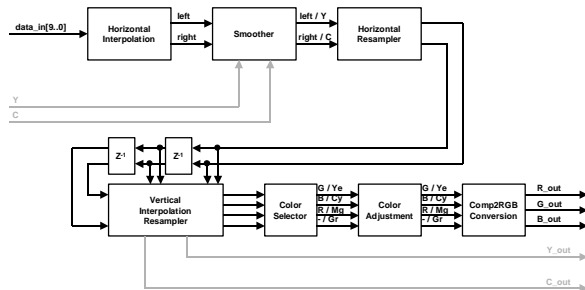 data_in[9..0]
Horizontal
Interpolation
left
right
Smoother
left / Y
right / C
Horizontal
Resampler
Y
C
Z-1
Z-1
Vertical
Interpolation
Resampler
Color
Selector
G / Ye
B / Cy
R / Mg
- / Gr
Color
Adjustment
G / Ye
B / Cy
R / Mg
- / Gr
Comp2RGB
Conversion
R_out
G_out
B_out
Y_out
C_out